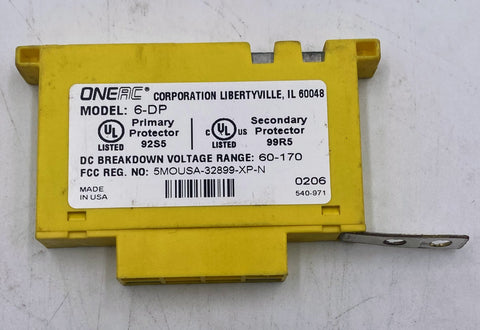 ONEAC® CORPORATION LIBERTYVILLE, IL 60048
MODEL: 6-DP
UL LISTED Primary Protector 92S5
C UL US LISTED Secondary Protector 99R5
DC BREAKDOWN VOLTAGE RANGE: 60-170
FCC REG. NO: 5MOUSA-32899-XP-N
MADE IN USA
0206
540-971